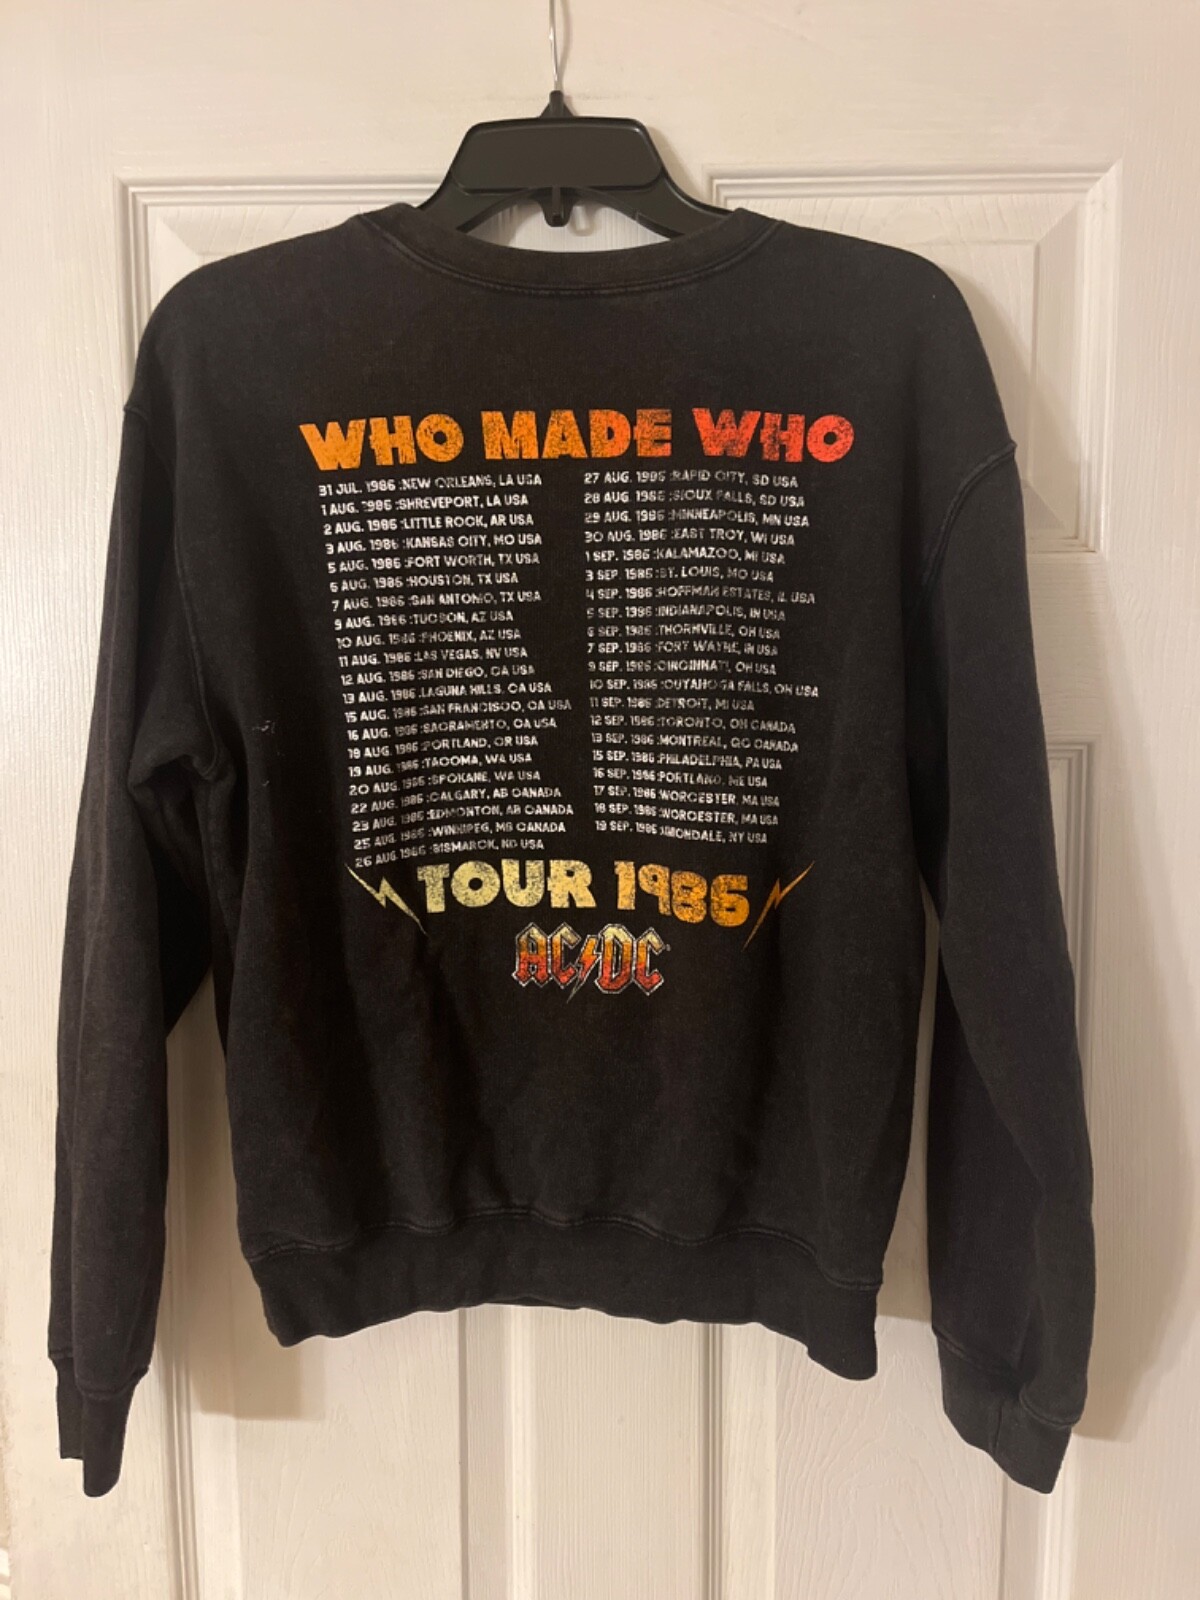 WHO MADE WHO
31 JUL. 1986 :NEW ORLEANS, LA USA
1 AUG. 1986 :SHREVEPORT, LA USA
2 AUG. 1986 :LITTLE ROCK, AR USA
3 AUG. 1986 :KANSAS CITY, MO USA
5 AUG. 1986 :FORT WORTH, TX USA
6 AUG. 1986 :HOUSTON, TX USA
7 AUG. 1986 :SAN ANTONIO, TX USA
9 AUG. 1986 :TUCSON, AZ USA
10 AUG. 1986 :PHOENIX, AZ USA
11 AUG. 1986 :LAS VEGAS, NV USA
12 AUG. 1986 :SAN DIEGO, CA USA
13 AUG. 1986 :LAGUNA HILLS, CA USA
15 AUG. 1986 :SAN FRANCISCO, CA USA
16 AUG. 1986 :SACRAMENTO, CA USA
18 AUG. 1986 :PORTLAND, OR USA
19 AUG. 1986 :TACOMA, WA USA
20 AUG. 1986 :SPOKANE, WA USA
22 AUG. 1986 :CALGARY, AB CANADA
23 AUG. 1986 :EDMONTON, AB CANADA
25 AUG. 1986 :WINNIPEG, MB CANADA
26 AUG. 1986 :BISMARCK, ND USA
27 AUG. 1986 :RAPID CITY, SD USA
28 AUG. 1986 :SIOUX FALLS, SD USA
29 AUG. 1986 :MINNEAPOLIS, MN USA
30 AUG. 1986 :EAST TROY, WI USA
1 SEP. 1986 :KALAMAZOO, MI USA
3 SEP. 1986 :ST. LOUIS, MO USA
4 SEP. 1986 :HOFFMAN ESTATES, IL USA
5 SEP. 1986 :INDIANAPOLIS, IN USA
6 SEP. 1986 :THORNVILLE, OH USA
7 SEP. 1986 :FORT WAYNE, IN USA
9 SEP. 1986 :CINCINNATI, OH USA
10 SEP. 1986 :CUYAHOGA FALLS, OH USA
11 SEP. 1986 :DETROIT, MI USA
12 SEP. 1986 :TORONTO, ON CANADA
13 SEP. 1986 :MONTREAL, QC CANADA
15 SEP. 1986 :PHILADELPHIA, PA USA
16 SEP. 1986 :PORTLAND, ME USA
17 SEP. 1986 :WORCESTER, MA USA
18 SEP. 1986 :WORCESTER, MA USA
19 SEP. 1986 :UNIONDALE, NY USA
TOUR 1986
AC/DC